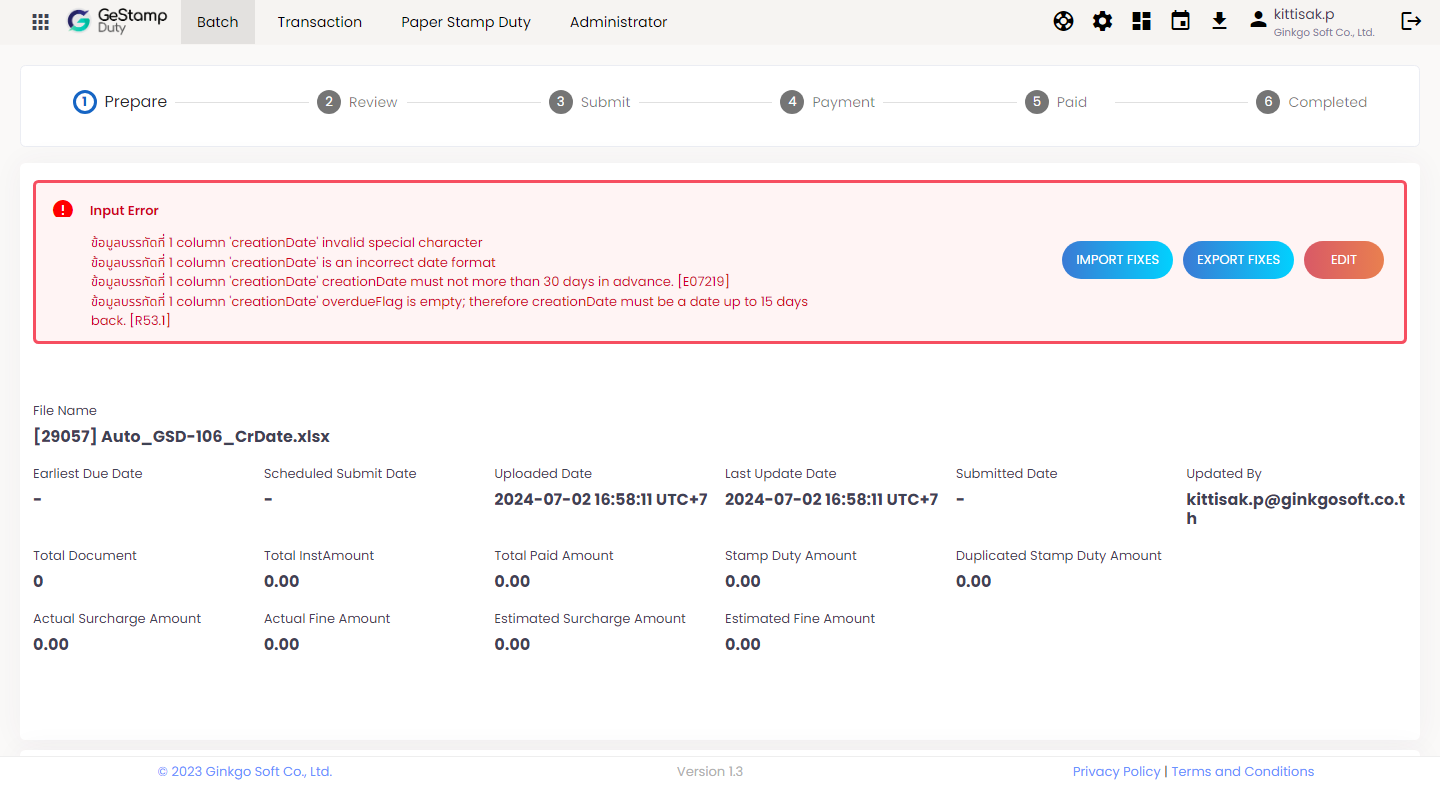 GeStamp
Duty
Batch
Transaction
Paper Stamp Duty
Administrator
kittisak.p
Ginkgo Soft Co., Ltd.
1 Prepare
2 Review
3 Submit
4 Payment
5 Paid
6 Completed
Input Error
ข้อมูลบรรทัดที่ 1 column 'creationDate' invalid special character
ข้อมูลบรรทัดที่ 1 column 'creationDate' is an incorrect date format
ข้อมูลบรรทัดที่ 1 column 'creationDate' creationDate must not more than 30 days in advance. [E07219]
ข้อมูลบรรทัดที่ 1 column 'creationDate' overdueFlag is empty; therefore creationDate must be a date up to 15 days
back. [R53.1]
IMPORT FIXES
EXPORT FIXES
EDIT
File Name
[29057] Auto_GSD-106_CrDate.xlsx
Earliest Due Date
-
Scheduled Submit Date
-
Uploaded Date
2024-07-02 16:58:11 UTC+7
Last Update Date
2024-07-02 16:58:11 UTC+7
Submitted Date
-
Updated By
kittisak.p@ginkgosoft.co.t
h
Total Document
0
Total InstAmount
0.00
Total Paid Amount
0.00
Stamp Duty Amount
0.00
Duplicated Stamp Duty Amount
0.00
Actual Surcharge Amount
0.00
Actual Fine Amount
0.00
Estimated Surcharge Amount
0.00
Estimated Fine Amount
0.00
© 2023 Ginkgo Soft Co., Ltd.
Version 1.3
Privacy Policy | Terms and Conditions